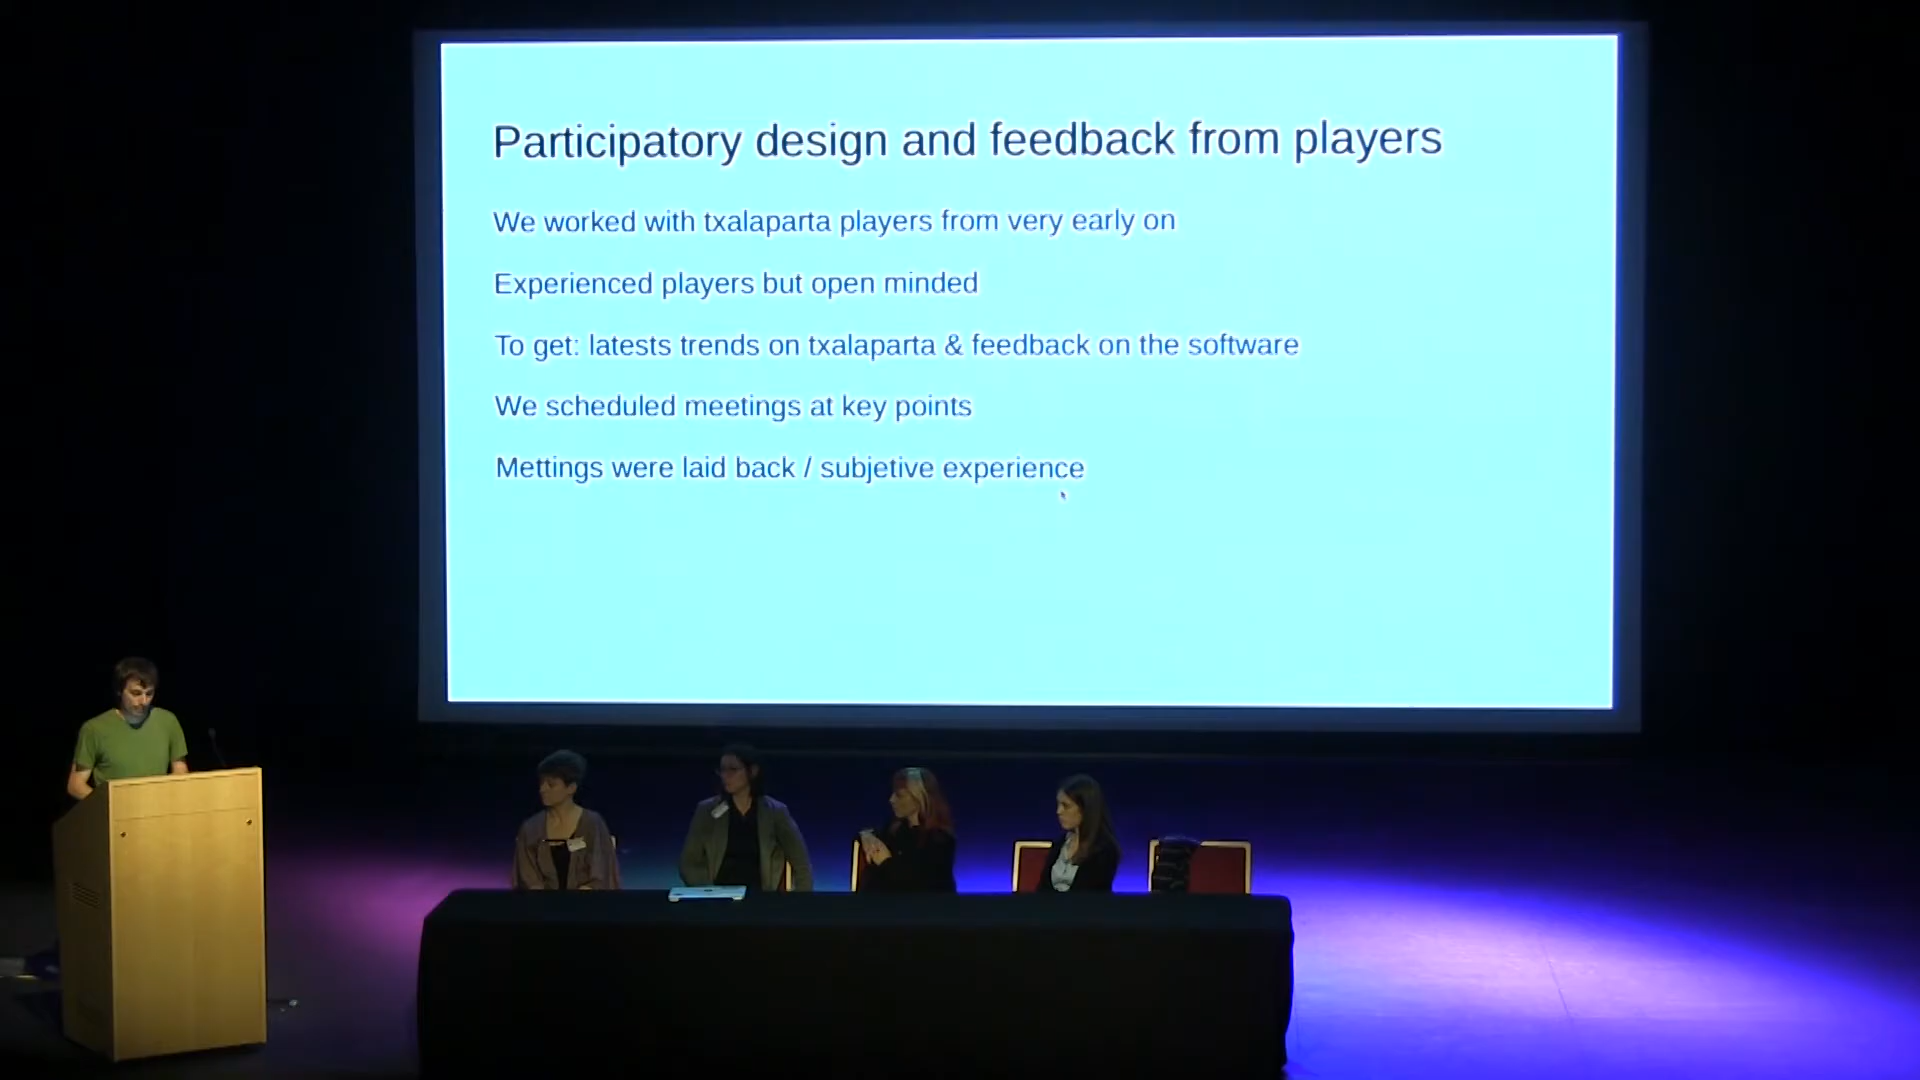 Participatory design and feedback from players
We worked with txalaparta players from very early on
Experienced players but open minded
To get: latests trends on txalaparta & feedback on the software
We scheduled meetings at key points
Mettings were laid back / subjetive experience